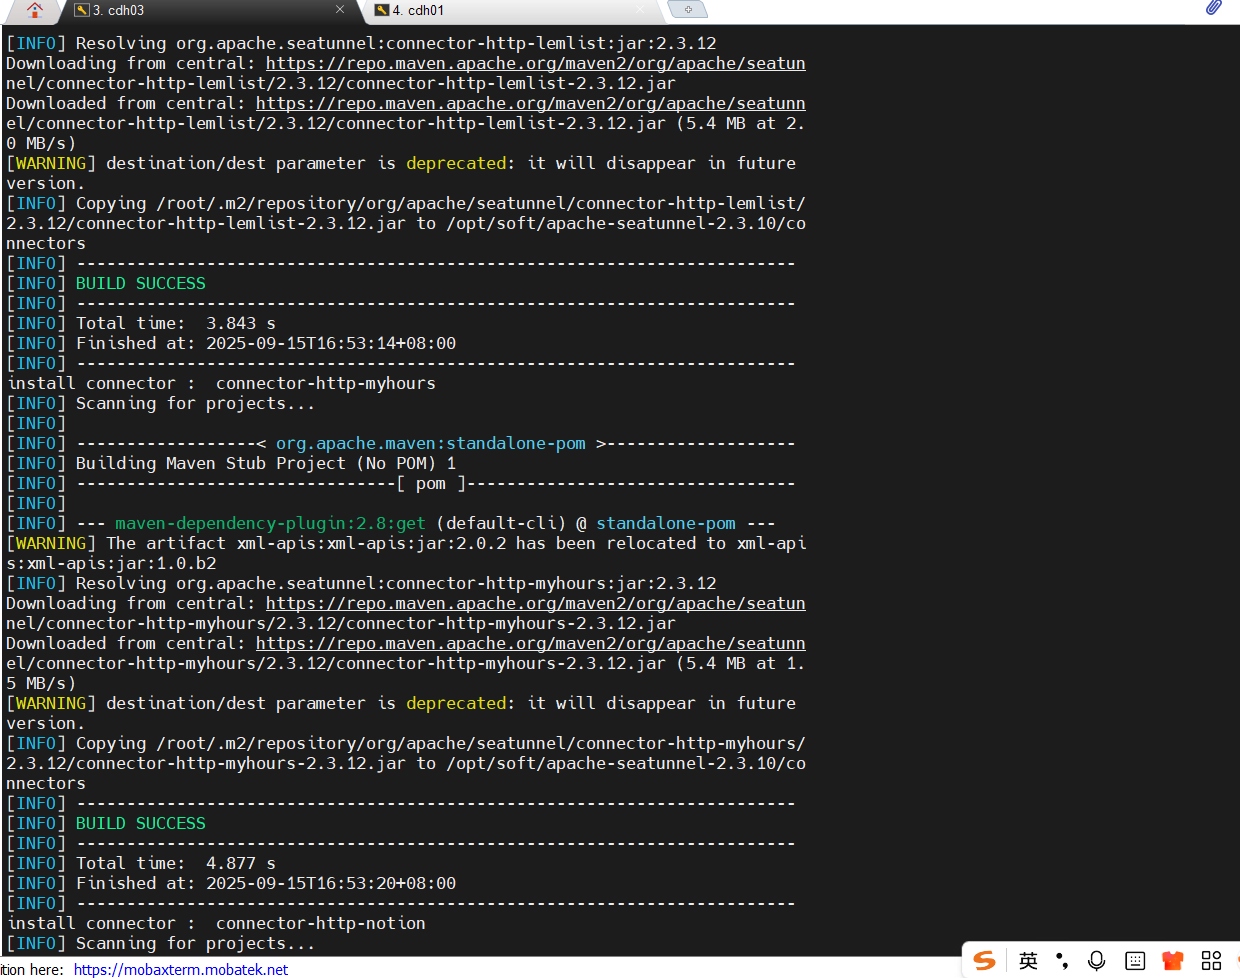 3. cdh03
4. cdh01
[INFO] Resolving org.apache.seatunnel:connector-http-lemlist:jar:2.3.12
Downloading from central: https://repo.maven.apache.org/maven2/org/apache/seatun
nel/connector-http-lemlist/2.3.12/connector-http-lemlist-2.3.12.jar
Downloaded from central: https://repo.maven.apache.org/maven2/org/apache/seatunn
el/connector-http-lemlist/2.3.12/connector-http-lemlist-2.3.12.jar (5.4 MB at 2.
0 MB/s)
[WARNING] destination/dest parameter is deprecated: it will disappear in future
version.
[INFO] Copying /root/.m2/repository/org/apache/seatunnel/connector-http-lemlist/
2.3.12/connector-http-lemlist-2.3.12.jar to /opt/soft/apache-seatunnel-2.3.10/co
nnectors
[INFO] ------------------------------------------------------------------------
[INFO] BUILD SUCCESS
[INFO] ------------------------------------------------------------------------
[INFO] Total time:  3.843 s
[INFO] Finished at: 2025-09-15T16:53:14+08:00
[INFO] ------------------------------------------------------------------------
install connector :  connector-http-myhours
[INFO] Scanning for projects...
[INFO]
[INFO] ------------------< org.apache.maven:standalone-pom >-------------------
[INFO] Building Maven Stub Project (No POM) 1
[INFO] --------------------------------[ pom ]---------------------------------
[INFO]
[INFO] --- maven-dependency-plugin:2.8:get (default-cli) @ standalone-pom ---
[WARNING] The artifact xml-apis:xml-apis:jar:2.0.2 has been relocated to xml-api
s:xml-apis:jar:1.0.b2
[INFO] Resolving org.apache.seatunnel:connector-http-myhours:jar:2.3.12
Downloading from central: https://repo.maven.apache.org/maven2/org/apache/seatun
nel/connector-http-myhours/2.3.12/connector-http-myhours-2.3.12.jar
Downloaded from central: https://repo.maven.apache.org/maven2/org/apache/seatunn
el/connector-http-myhours/2.3.12/connector-http-myhours-2.3.12.jar (5.4 MB at 1.
5 MB/s)
[WARNING] destination/dest parameter is deprecated: it will disappear in future
version.
[INFO] Copying /root/.m2/repository/org/apache/seatunnel/connector-http-myhours/
2.3.12/connector-http-myhours-2.3.12.jar to /opt/soft/apache-seatunnel-2.3.10/co
nnectors
[INFO] ------------------------------------------------------------------------
[INFO] BUILD SUCCESS
[INFO] ------------------------------------------------------------------------
[INFO] Total time:  4.877 s
[INFO] Finished at: 2025-09-15T16:53:20+08:00
[INFO] ------------------------------------------------------------------------
install connector :  connector-http-notion
[INFO] Scanning for projects...
ition here: https://mobaxterm.mobatek.net
英